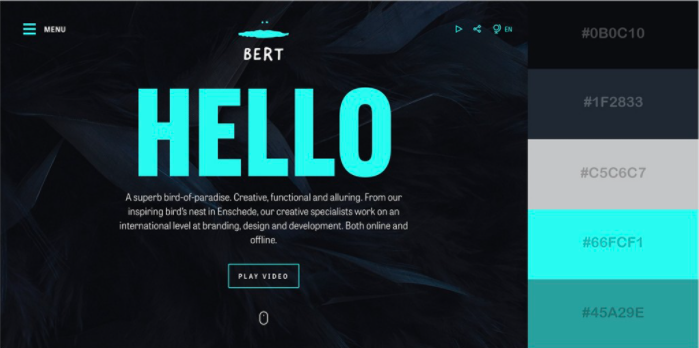 MENU
BERT
EN
HELLO
A superb bird-of-paradise. Creative, functional and alluring. From our
inspiring bird's nest in Enschede, our creative specialists work on an
international level at branding, design and development. Both online and
offline.
PLAY VIDEO
#0B0C10
#1F2833
#C5C6C7
#66FCF1
#45A29E